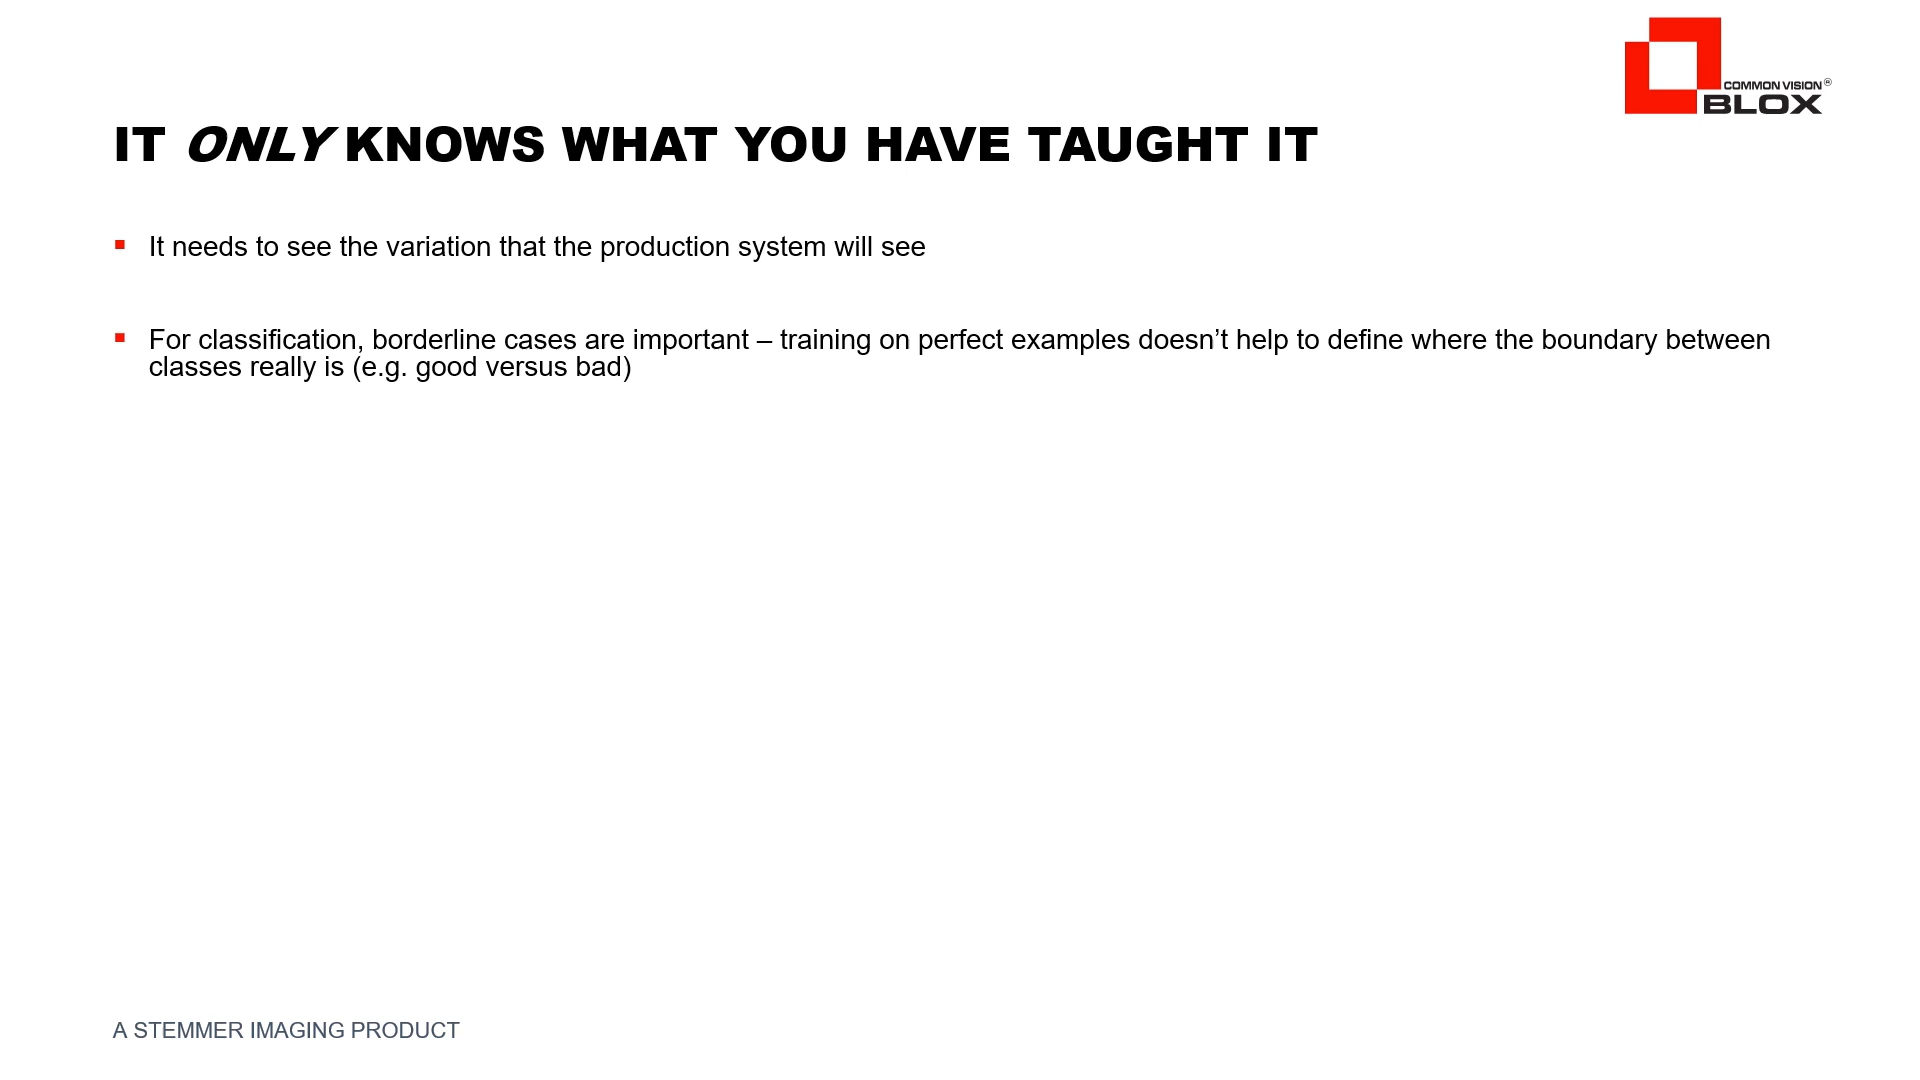 COMMON VISION®
BLOX
IT ONLY KNOWS WHAT YOU HAVE TAUGHT IT
▪ It needs to see the variation that the production system will see
▪ For classification, borderline cases are important – training on perfect examples doesn’t help to define where the boundary between
classes really is (e.g. good versus bad)
A STEMMER IMAGING PRODUCT